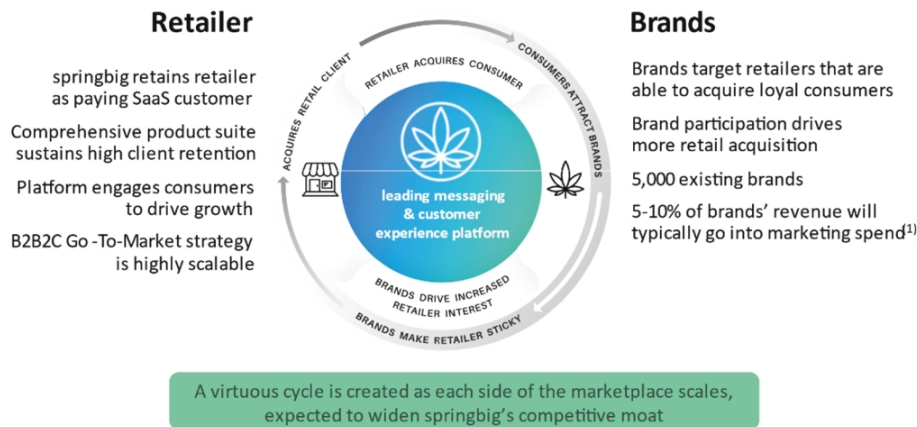 Retailer
springbig retains retailer
as paying SaaS customer
Comprehensive product suite
sustains high client retention
Platform engages consumers
to drive growth
B2B2C Go -To-Market strategy
is highly scalable
ACQUIRES RETAIL CLIENT
RETAILER ACQUIRES CONSUMER
CONSUMERS ATTRACT BRANDS
leading messaging
& customer
experience platform
BRANDS DRIVE INCREASED
RETAILER INTEREST
BRANDS MAKE RETAILER STICKY
Brands
Brands target retailers that are
able to acquire loyal consumers
Brand participation drives
more retail acquisition
5,000 existing brands
5-10% of brands’ revenue will
typically go into marketing spend(1)
A virtuous cycle is created as each side of the marketplace scales,
expected to widen springbig’s competitive moat